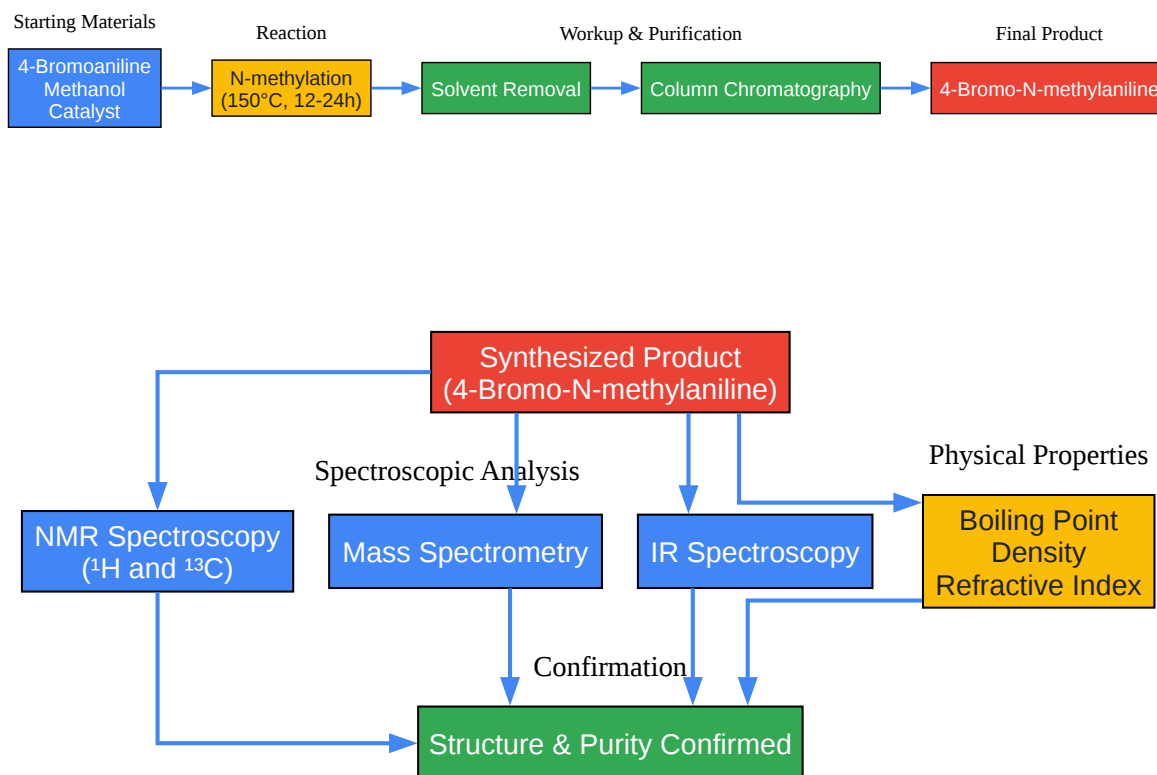 Starting Materials
Reaction
Workup & Purification
Final Product
4-Bromoaniline
Methanol
Catalyst
N-methylation
(150°C, 12-24h)
Solvent Removal
Column Chromatography
4-Bromo-N-methylaniline
Synthesized Product
(4-Bromo-N-methylaniline)
Spectroscopic Analysis
Physical Properties
NMR Spectroscopy
(¹H and ¹³C)
Mass Spectrometry
IR Spectroscopy
Boiling Point
Density
Refractive Index
Confirmation
Structure & Purity Confirmed